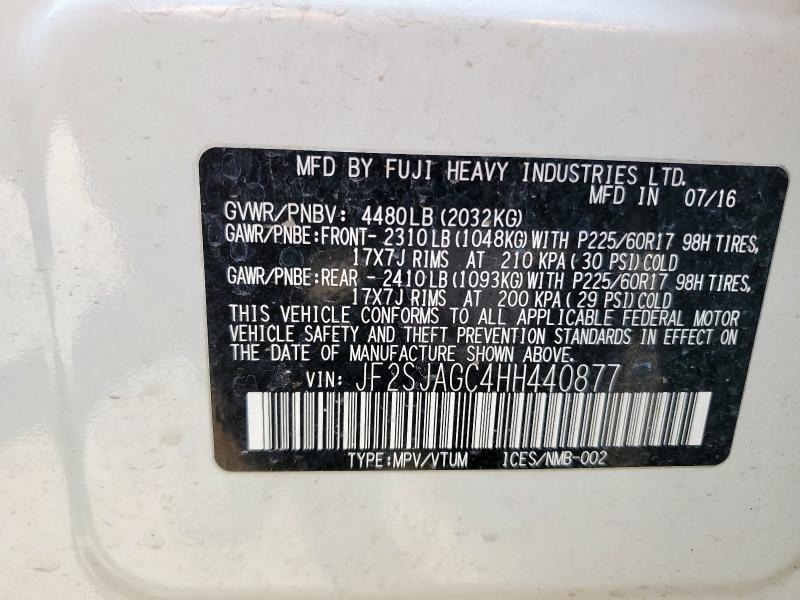 MFD BY FUJI HEAVY INDUSTRIES LTD.
MFD IN 07/16
GVWR/PNBV: 4480LB(2032KG)
GAWR/PNBE:FRONT- 2310LB(1048KG)WITH P225/60R17 98H TIRES,
17X7J RIMS AT 210 KPA(30 PSI)COLD
GAWR/PNBE:REAR - 2410LB(1093KG)WITH P225/60R17 98H TIRES,
17X7J RIMS AT 200 KPA(29 PSI)COLD
THIS VEHICLE CONFORMS TO ALL APPLICABLE FEDERAL MOTOR
VEHICLE SAFETY AND THEFT PREVENTION STANDARDS IN EFFECT ON
THE DATE OF MANUFACTURE SHOWN ABOVE.
VIN: JF2SJAGC4HH440877
TYPE:MPV/VTUM ICES/NMB-002